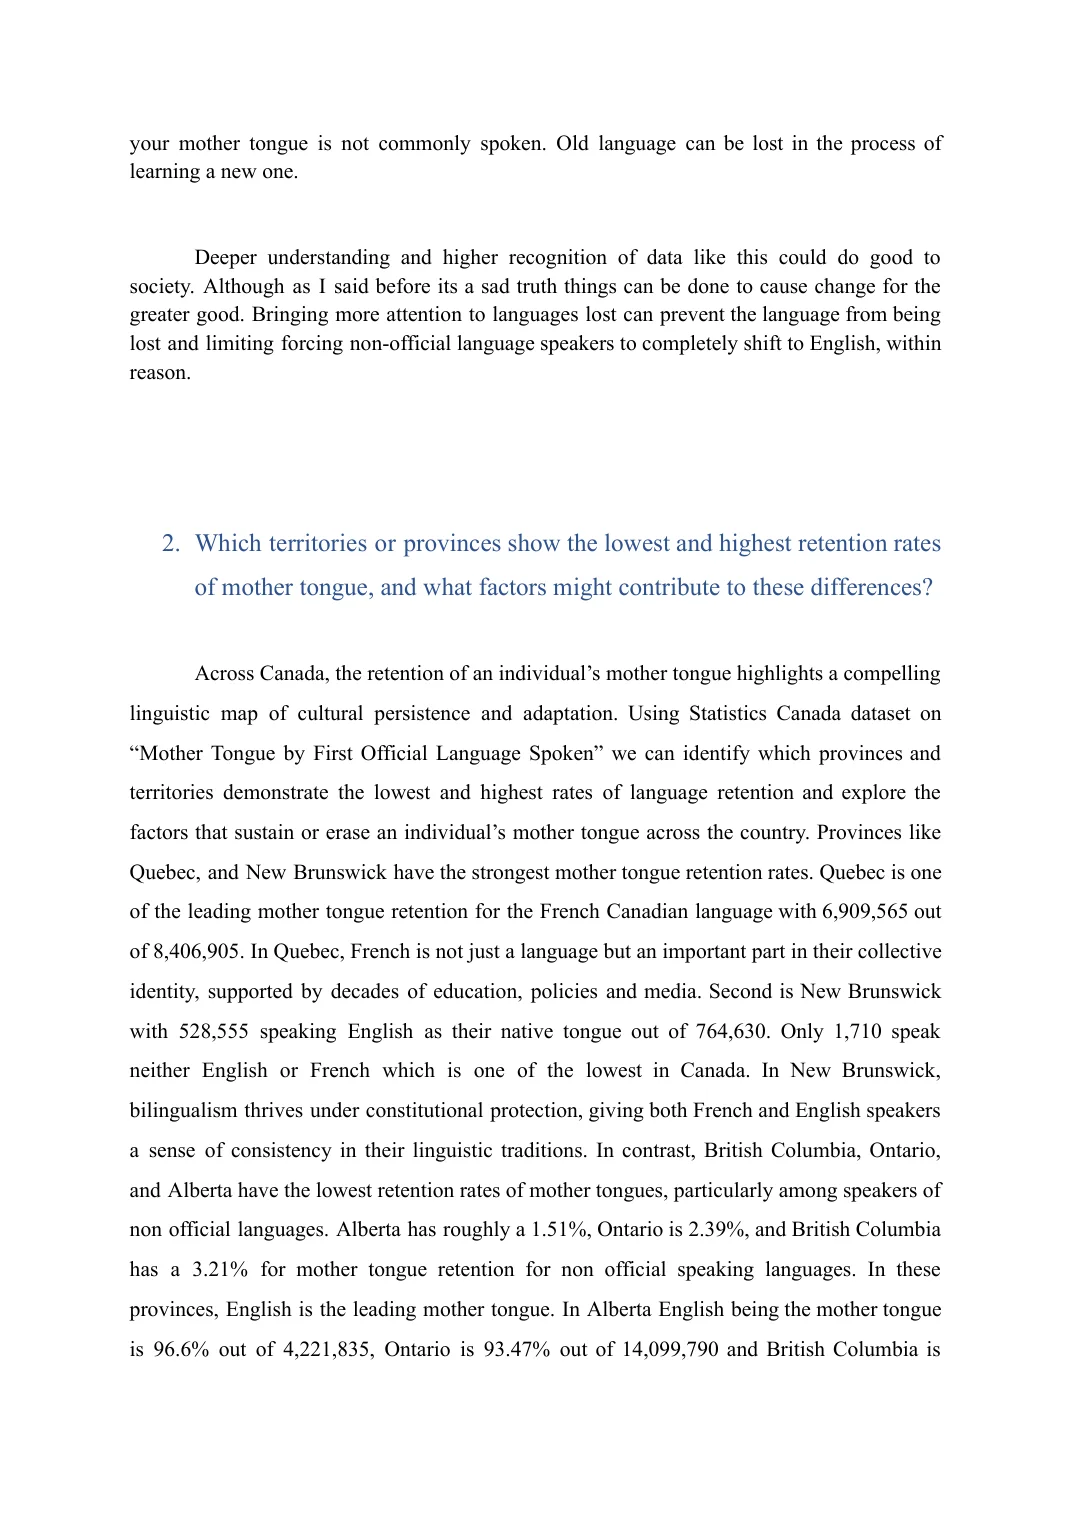 your mother tongue is not commonly spoken. Old language can be lost in the process of
learning a new one.
Deeper understanding and higher recognition of data like this could do good to
society. Although as I said before its a sad truth things can be done to cause change for the
greater good. Bringing more attention to languages lost can prevent the language from being
lost and limiting forcing non-official language speakers to completely shift to English, within
reason.
2. Which territories or provinces show the lowest and highest retention rates
of mother tongue, and what factors might contribute to these differences?
Across Canada, the retention of an individual’s mother tongue highlights a compelling
linguistic map of cultural persistence and adaptation. Using Statistics Canada dataset on
“Mother Tongue by First Official Language Spoken” we can identify which provinces and
territories demonstrate the lowest and highest rates of language retention and explore the
factors that sustain or erase an individual’s mother tongue across the country. Provinces like
Quebec, and New Brunswick have the strongest mother tongue retention rates. Quebec is one
of the leading mother tongue retention for the French Canadian language with 6,909,565 out
of 8,406,905. In Quebec, French is not just a language but an important part in their collective
identity, supported by decades of education, policies and media. Second is New Brunswick
with 528,555 speaking English as their native tongue out of 764,630. Only 1,710 speak
neither English or French which is one of the lowest in Canada. In New Brunswick,
bilingualism thrives under constitutional protection, giving both French and English speakers
a sense of consistency in their linguistic traditions. In contrast, British Columbia, Ontario,
and Alberta have the lowest retention rates of mother tongues, particularly among speakers of
non official languages. Alberta has roughly a 1.51%, Ontario is 2.39%, and British Columbia
has a 3.21% for mother tongue retention for non official speaking languages. In these
provinces, English is the leading mother tongue. In Alberta English being the mother tongue
is 96.6% out of 4,221,835, Ontario is 93.47% out of 14,099,790 and British Columbia is